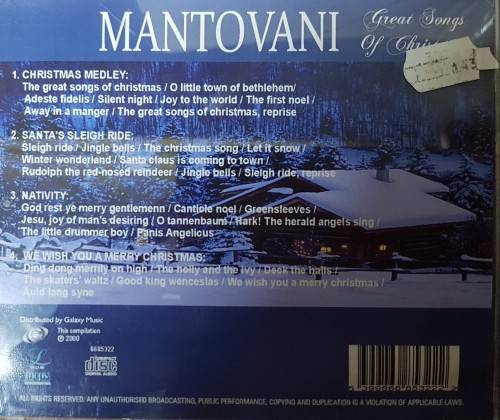 MANTOVANI
Great Songs
Of
1. CHRISTMAS MEDLEY:
The great songs of christmas / O little town of bethlehem/
Adeste fidelis / Silent night / Joy to the world / The first noel /
Away in a manger / The great songs of christmas, reprise
2. SANTA'S SLEIGH RIDE:
Sleigh ride / Jingle bells / The christmas song / Let it snow /
Winter wonderland / Santa claus is coming to town /
Rudolph the red-nosed reindeer / Jingle bells / Sleigh ride, reprise
3. NATIVITY:
God rest ye merry gentlemenn / Canticle noel / Greensleeves /
Jesu, joy of man's desiring / O tannenbaum / Hark! The herald angels sing /
The little drummer boy / Panis Angelicus
4. WE WISH YOU A MERRY CHRISTMAS:
Ding dong merrily on high / The holly and the ivy / Deck the halls /
The skaters' waltz / Good king wenceslas / We wish you a merry christmas /
Auld lang syne
Distributed by Galaxy Music
This compilation
© 2000
6685322
COMPACT
disc
DIGITAL AUDIO
mcps
ALL RIGHTS RESERVED. ANY UNAUTHORISED BROADCASTING, PUBLIC PERFORMANCE, COPYING AND DUPLICATION IS A VIOLATION OF APPLICABLE LAWS.